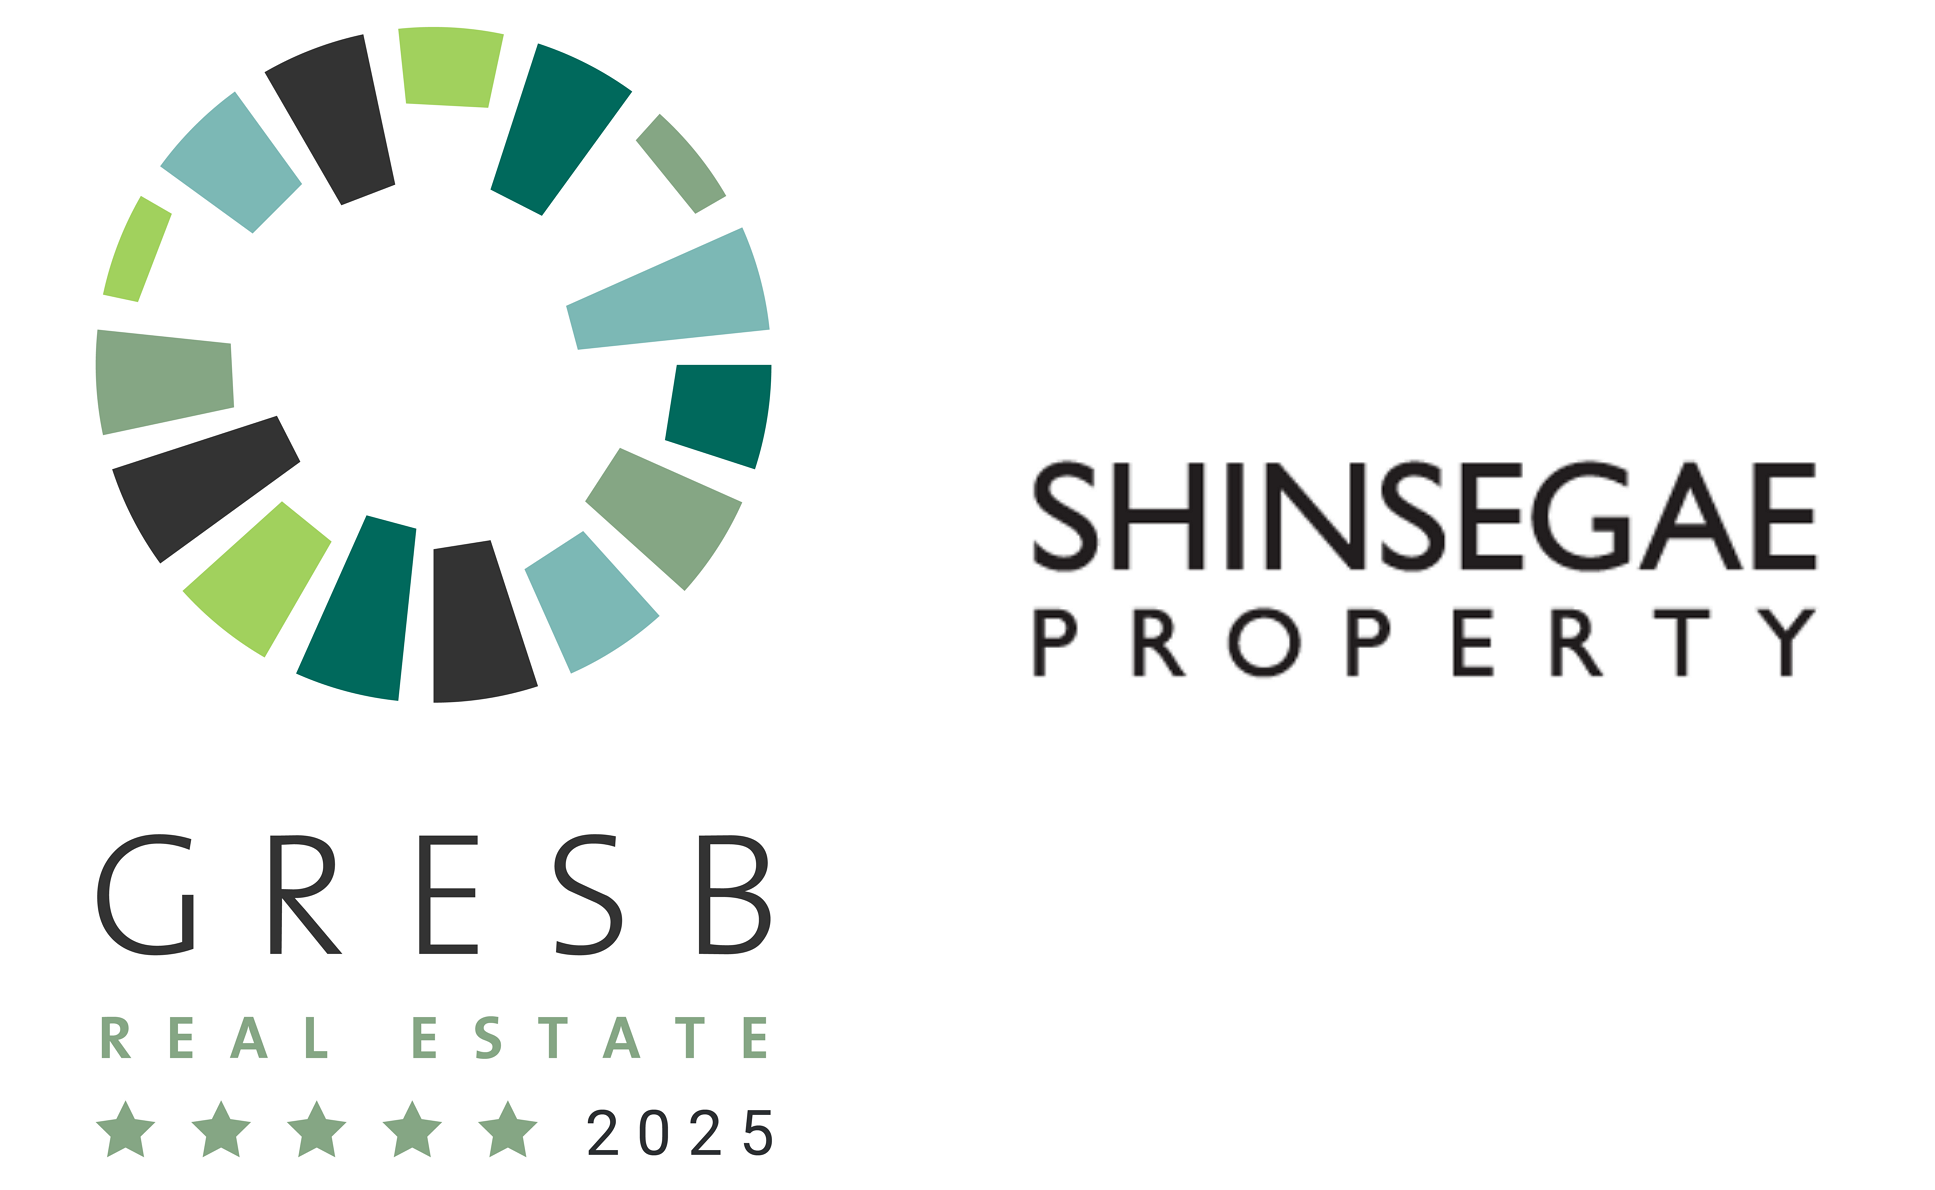 GRESB
REAL ESTATE
2025
SHINSEGAE
PROPERTY